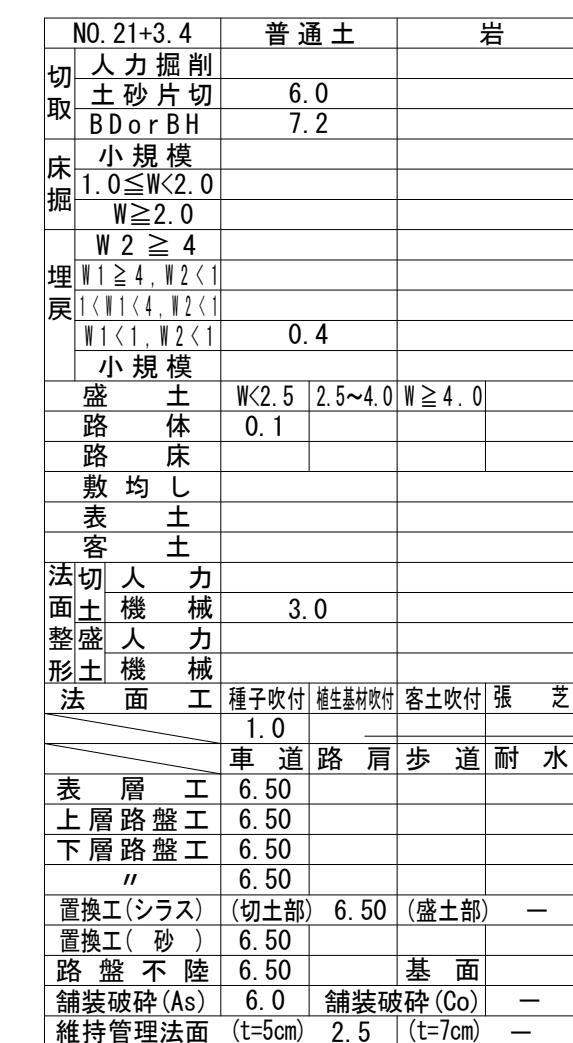 NO.21+3.4 普通土 岩
切取 人力掘削
土砂片切 6.0
BDorBH 7.2
床掘 小規模
1.0≦W<2.0
W≧2.0
埋戻 W2≧4
W1≧4,W2<1
1<W1<4,W2<1
W1<1,W2<1 0.4
小規模
盛土 W<2.5 2.5~4.0 W≧4.0
路体 0.1
路床
敷均し
表土
客土
法面整形 切土 人力
機械 3.0
盛土 人力
機械
法面工 種子吹付 植生基材吹付 客土吹付 張芝
1.0
車道 路肩 歩道 耐水
表層工 6.50
上層路盤工 6.50
下層路盤工 6.50
〃 6.50
置換工(シラス) (切土部) 6.50 (盛土部) ー
置換工(砂) 6.50
路盤不陸 6.50 基面
舗装破砕(As) 6.0 舗装破砕(Co) ー
維持管理法面 (t=5cm) 2.5 (t=7cm) ー